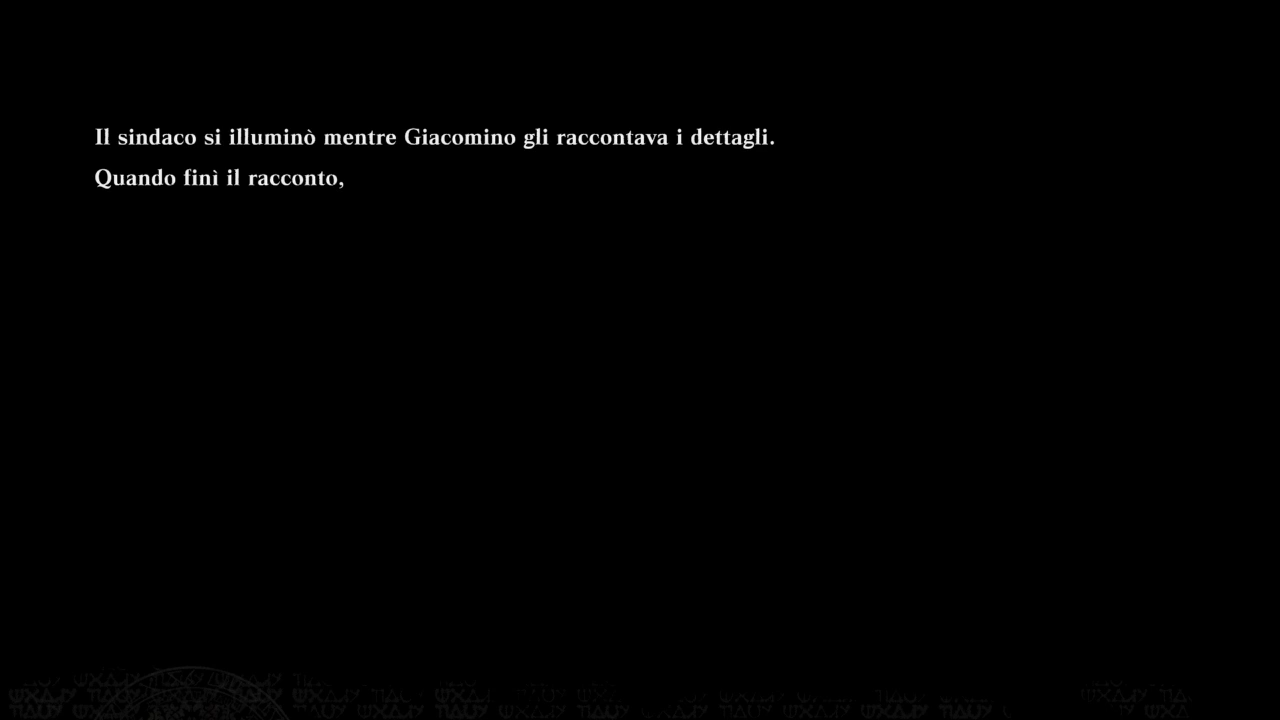 Il sindaco si illuminò mentre Giacomino gli raccontava i dettagli.
Quando finì il racconto,